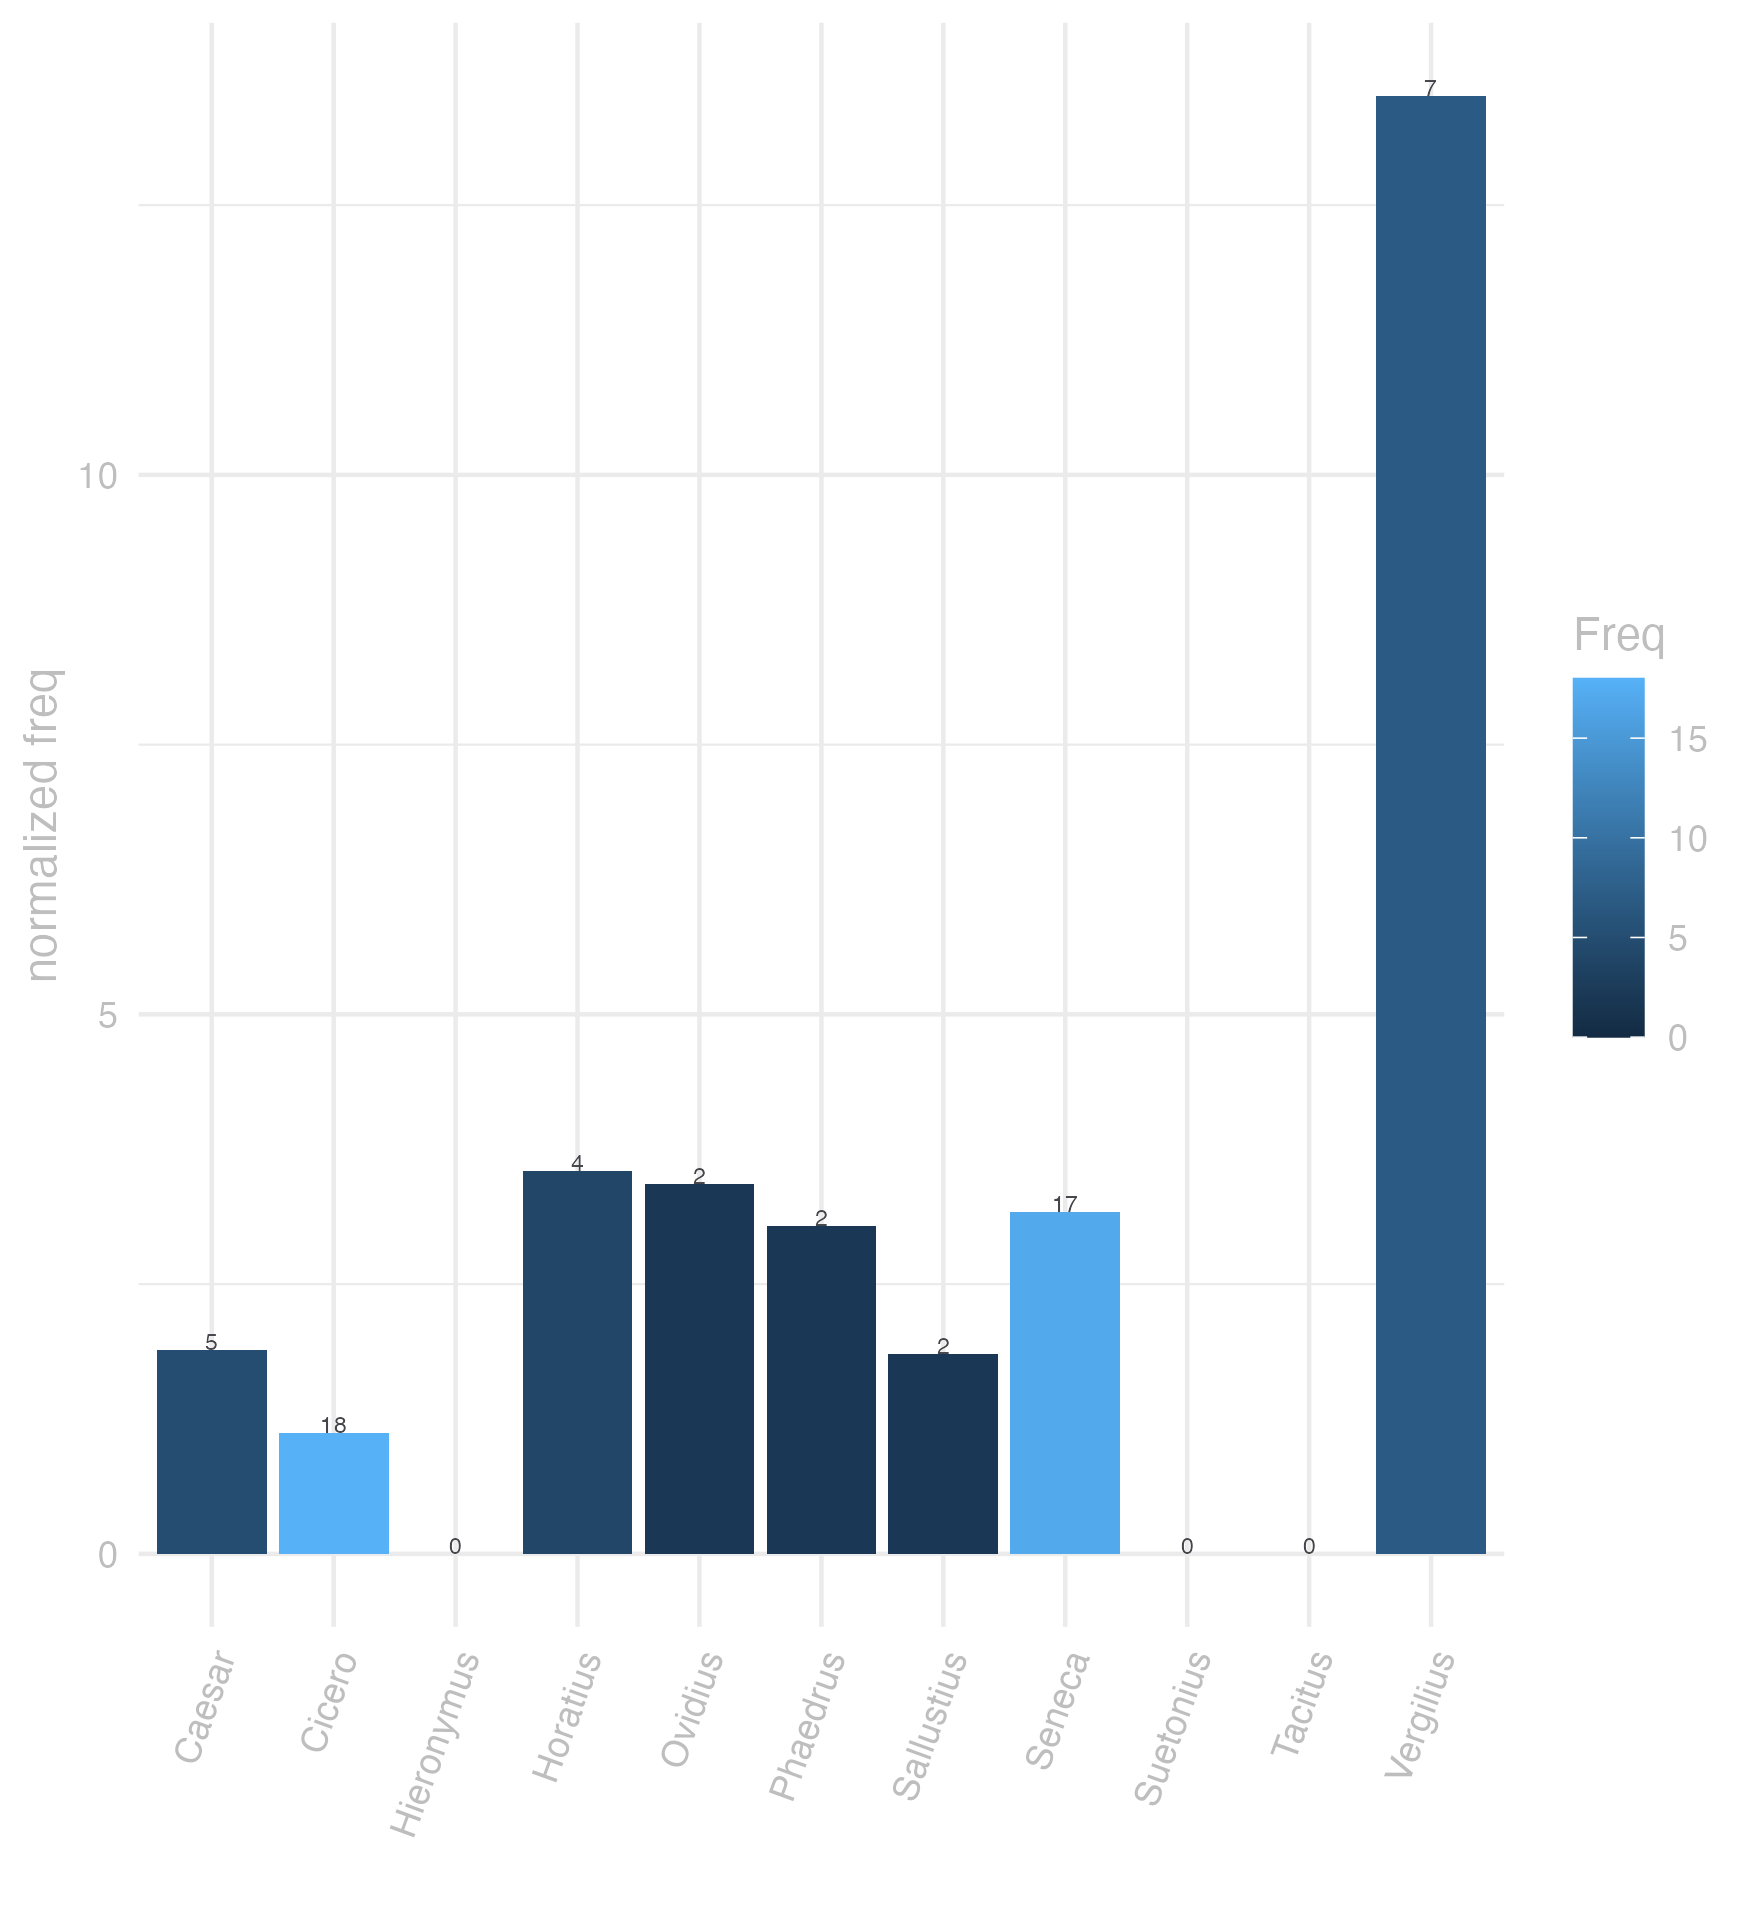 7
10
5
0
normalized freq
4
2
2
17
5
2
18
0
0
0
Caesar
Cicero
Hieronymus
Horatius
Ovidius
Phaedrus
Sallustius
Seneca
Suetonius
Tacitus
Vergilius
Freq
15
10
5
0